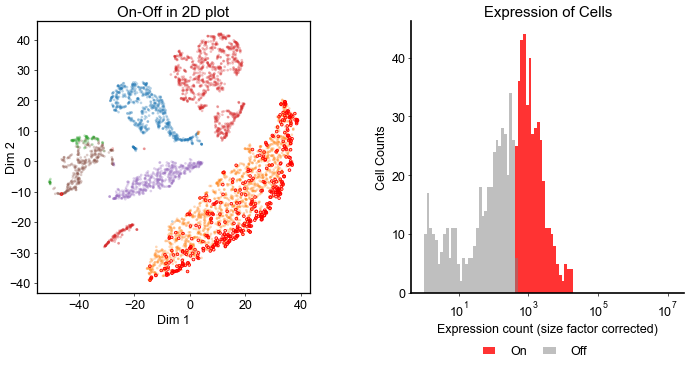 On-Off in 2D plot
Dim 2
40
30
20
10
0
−10
−20
−30
−40
−40
−20
0
20
40
Dim 1
Expression of Cells
Cell Counts
40
30
20
10
0
10^1
10^3
10^5
10^7
Expression count (size factor corrected)
On
Off